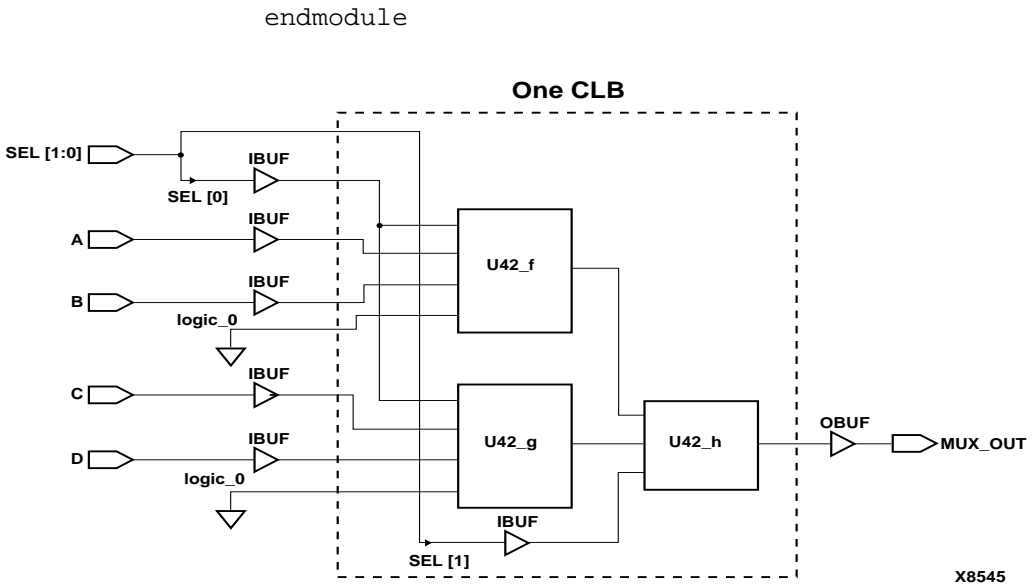 endmodule
One CLB
SEL [1:0]
IBUF
SEL [0]
IBUF
A
U42_f
IBUF
B
logic_0
IBUF
C
OBUF
U42_g
U42_h
MUX_OUT
IBUF
D
logic_0
IBUF
SEL [1]
X8545